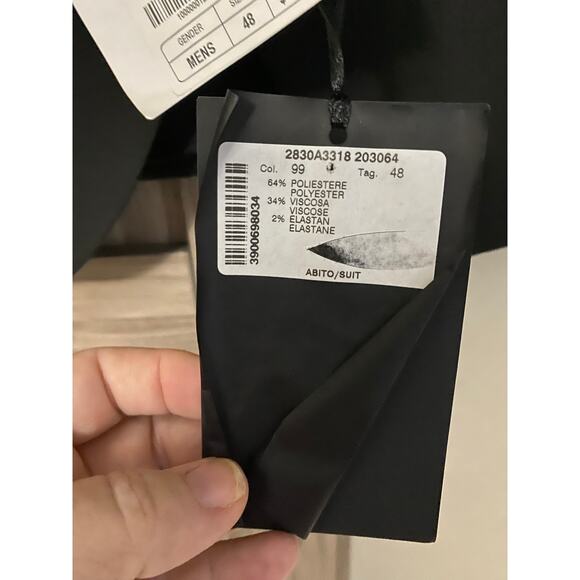 GENDER
MENS
48
2830A3318 203064
Col. 99 Tag. 48
64% POLIESTERE
POLYESTER
34% VISCOSA
VISCOSE
2% ELASTAN
ELASTANE
3900698034
ABITO/SUIT